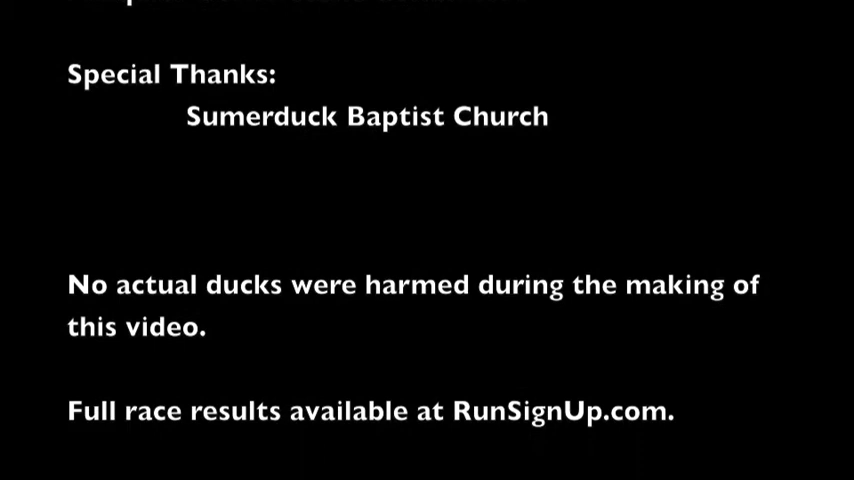 Special Thanks:
Sumerduck Baptist Church
No actual ducks were harmed during the making of
this video.
Full race results available at RunSignUp.com.